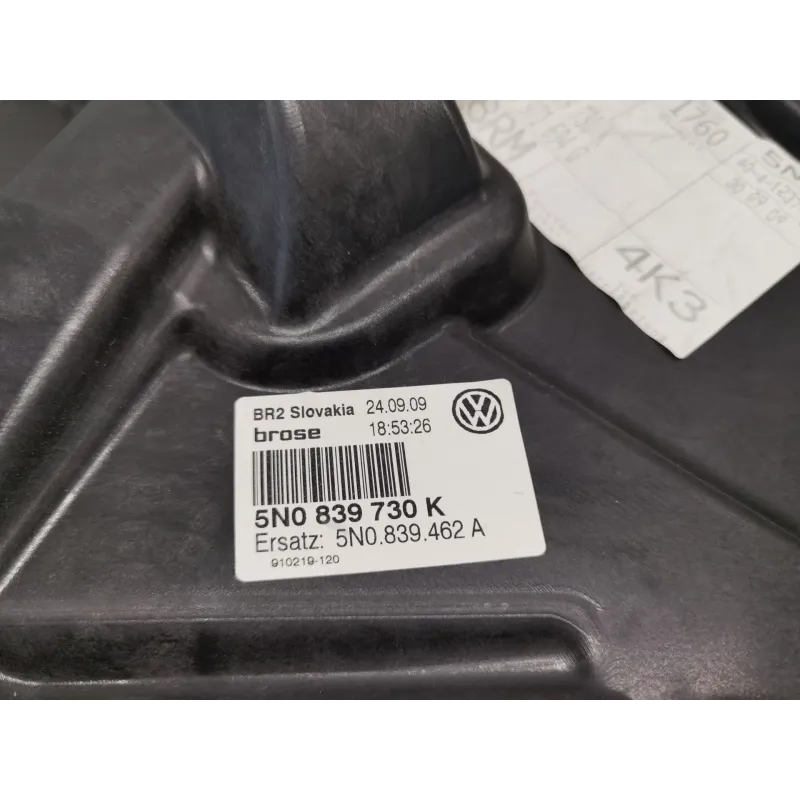 BR2 Slovakia 24.09.09
brose 18:53:26
VW
5N0 839 730 K
Ersatz: 5N0.839.462 A
910219-120
1760
4K3